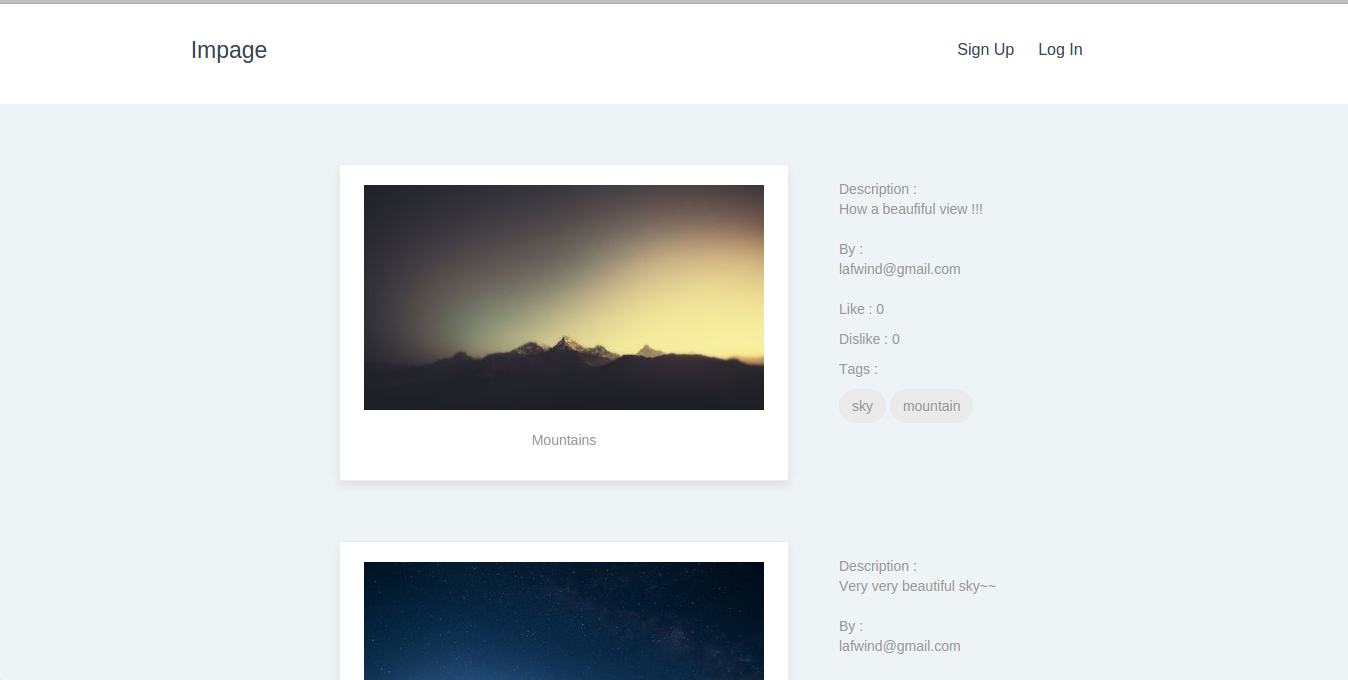 Impage
Sign Up Log In
Description :
How a beaufiful view !!!
By :
lafwind@gmail.com
Like : 0
Dislike : 0
Tags :
sky mountain
Mountains
Description :
Very very beautiful sky~~
By :
lafwind@gmail.com